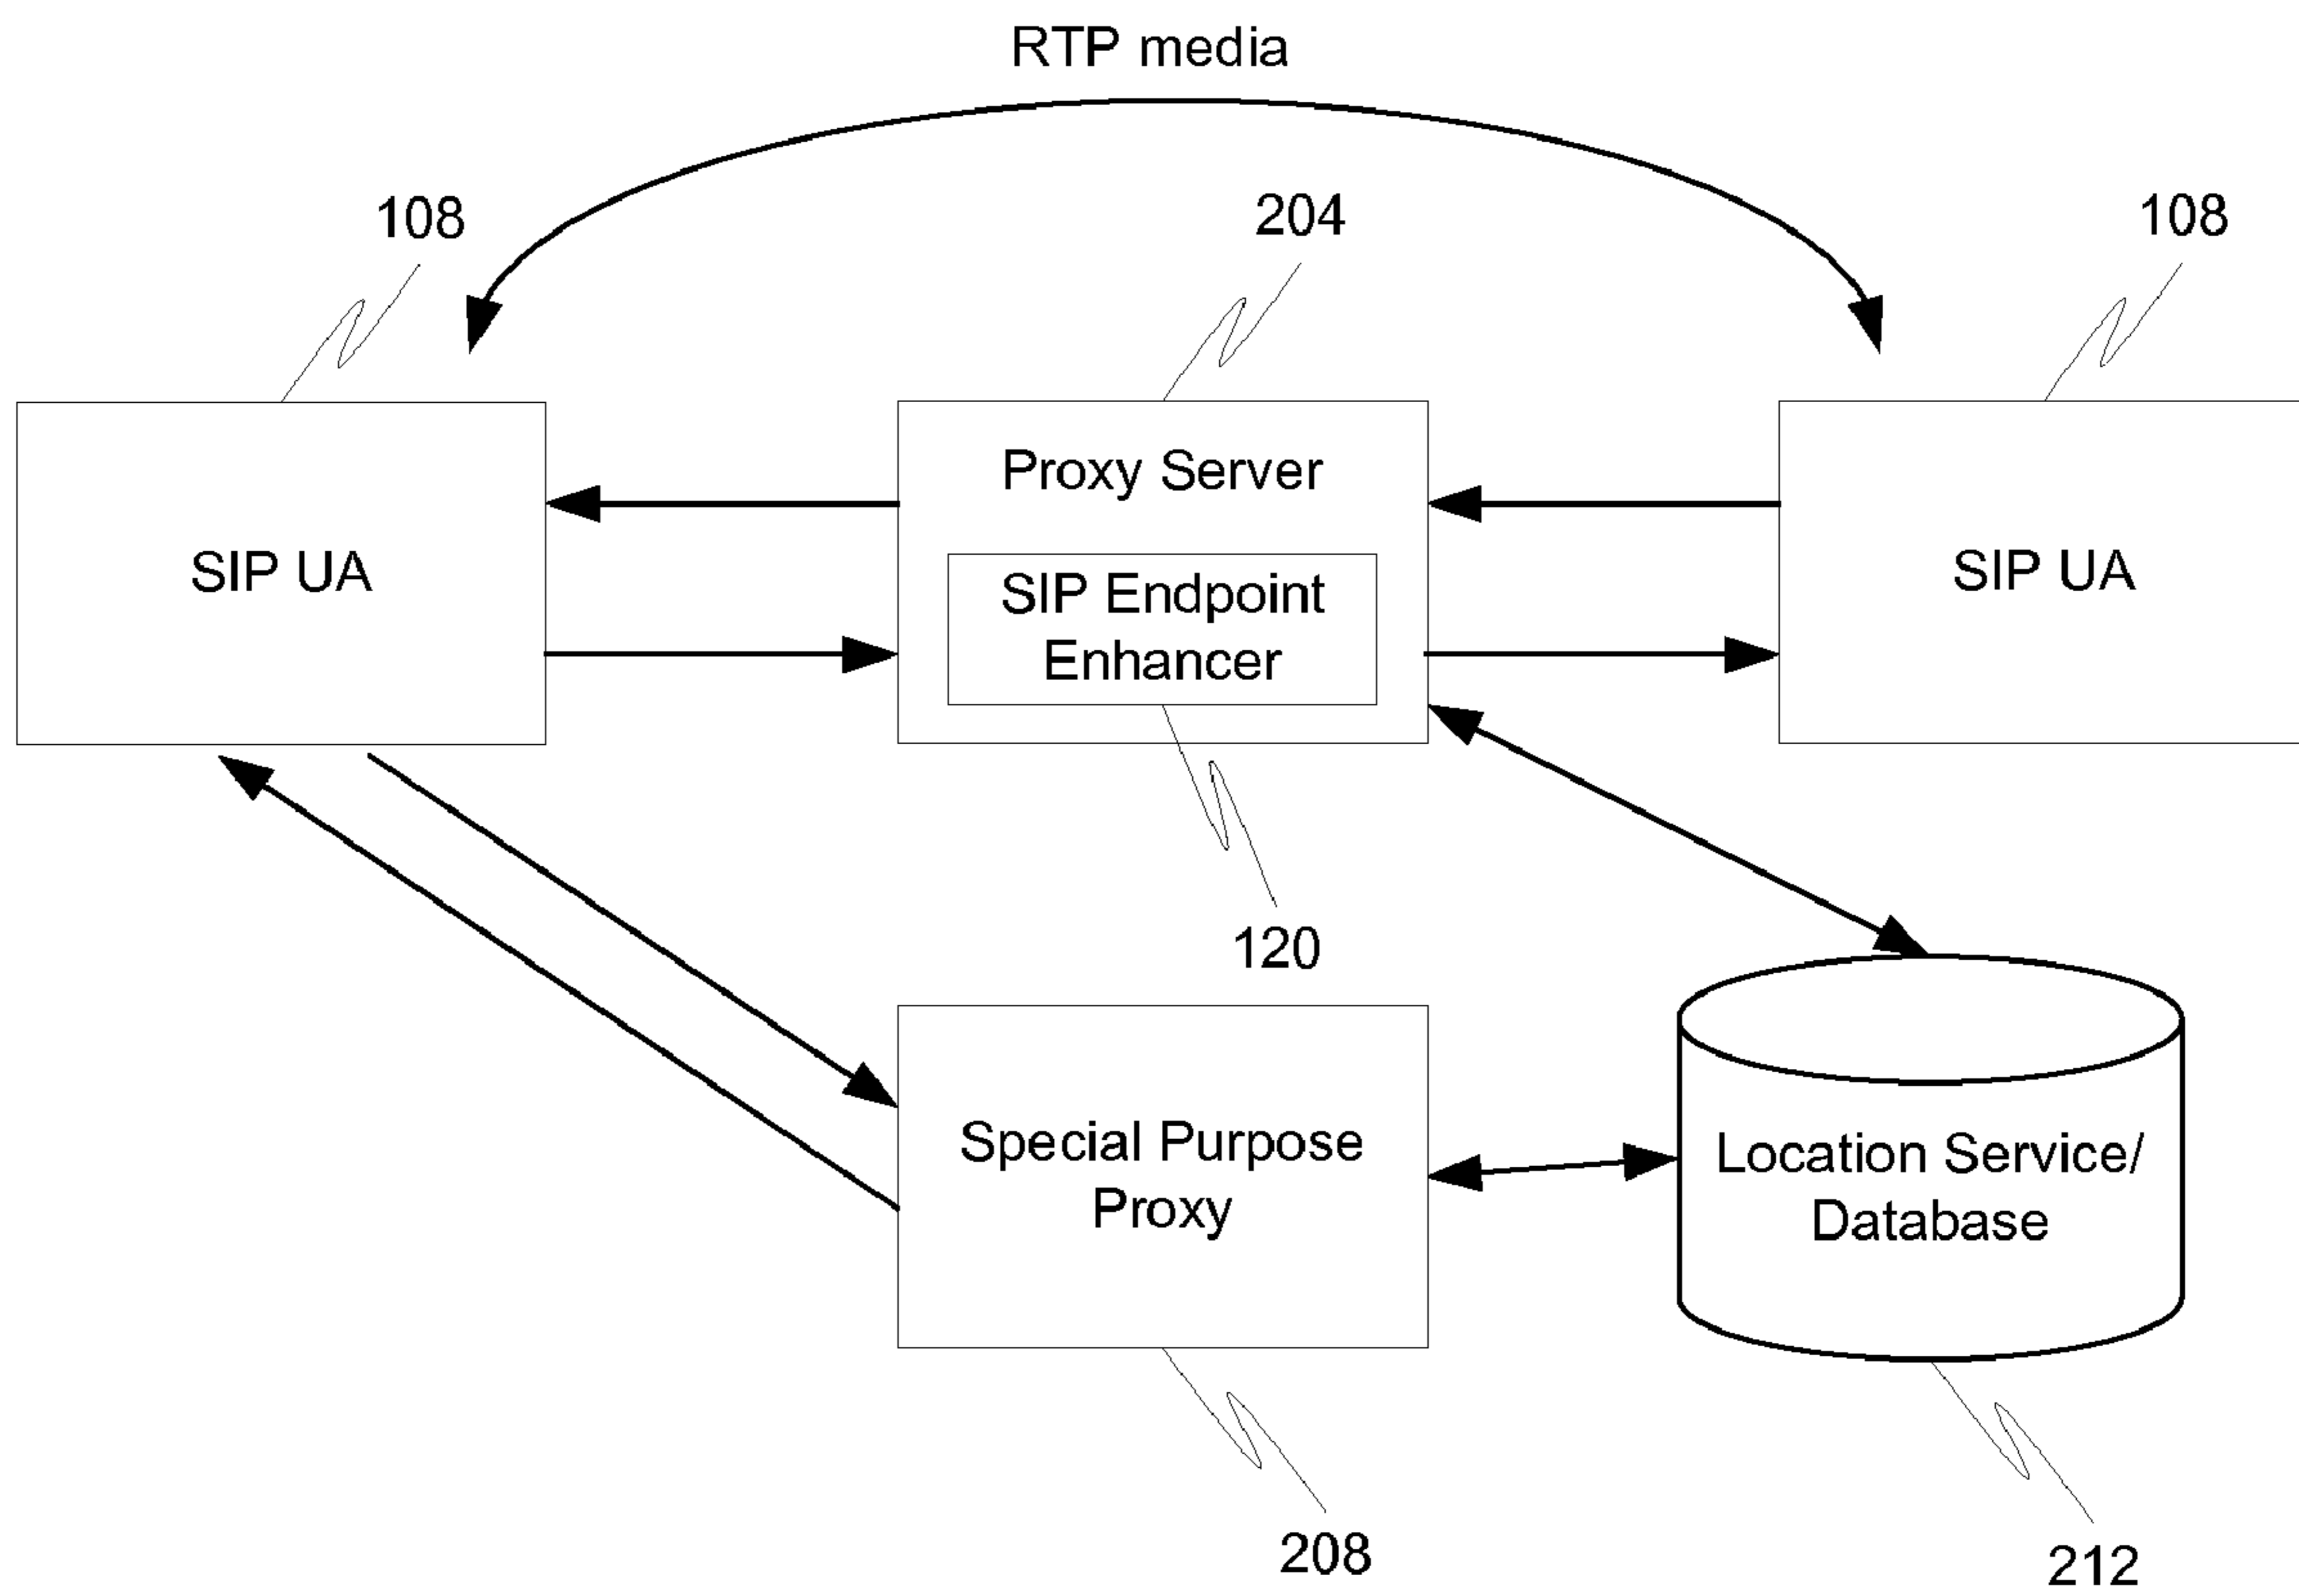 RTP media
108
204
108
Proxy Server
SIP UA
SIP Endpoint
Enhancer
SIP UA
120
Special Purpose
Proxy
Location Service/
Database
208
212